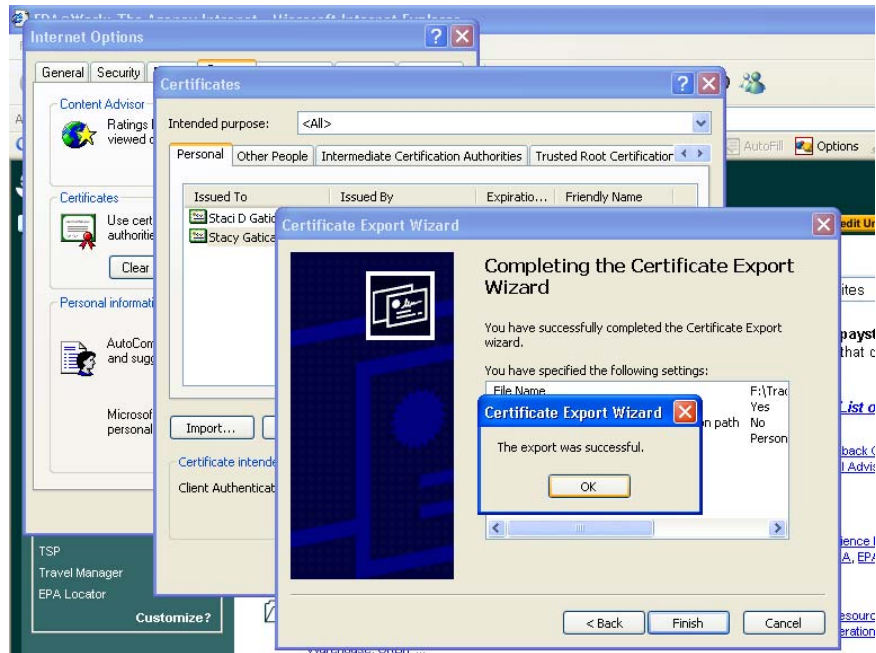 Internet Options
General Security
Content Advisor
Ratings
viewed
Certificates
Use cert
authoritie
Clear
Personal informati
AutoCom
and sugg
Microsof
personal
TSP
Travel Manager
EPA Locator
Customize?
Certificates
Intended purpose: <All>
Personal Other People Intermediate Certification Authorities Trusted Root Certification
Issued To Issued By Expiratio... Friendly Name
Staci D Gatic
Stacy Gatica
Import...
Certificate intende
Client Authenticat
Certificate Export Wizard
Completing the Certificate Export
Wizard
You have successfully completed the Certificate Export
wizard.
You have specified the following settings:
File Name F:\Trac
Yes
n path No
Person
Certificate Export Wizard
The export was successful.
OK
< Back Finish Cancel
AutoFill Options
edit Un
ites
payst
that c
List o
back
l Advis
ience
A, EPA
esourc
eration